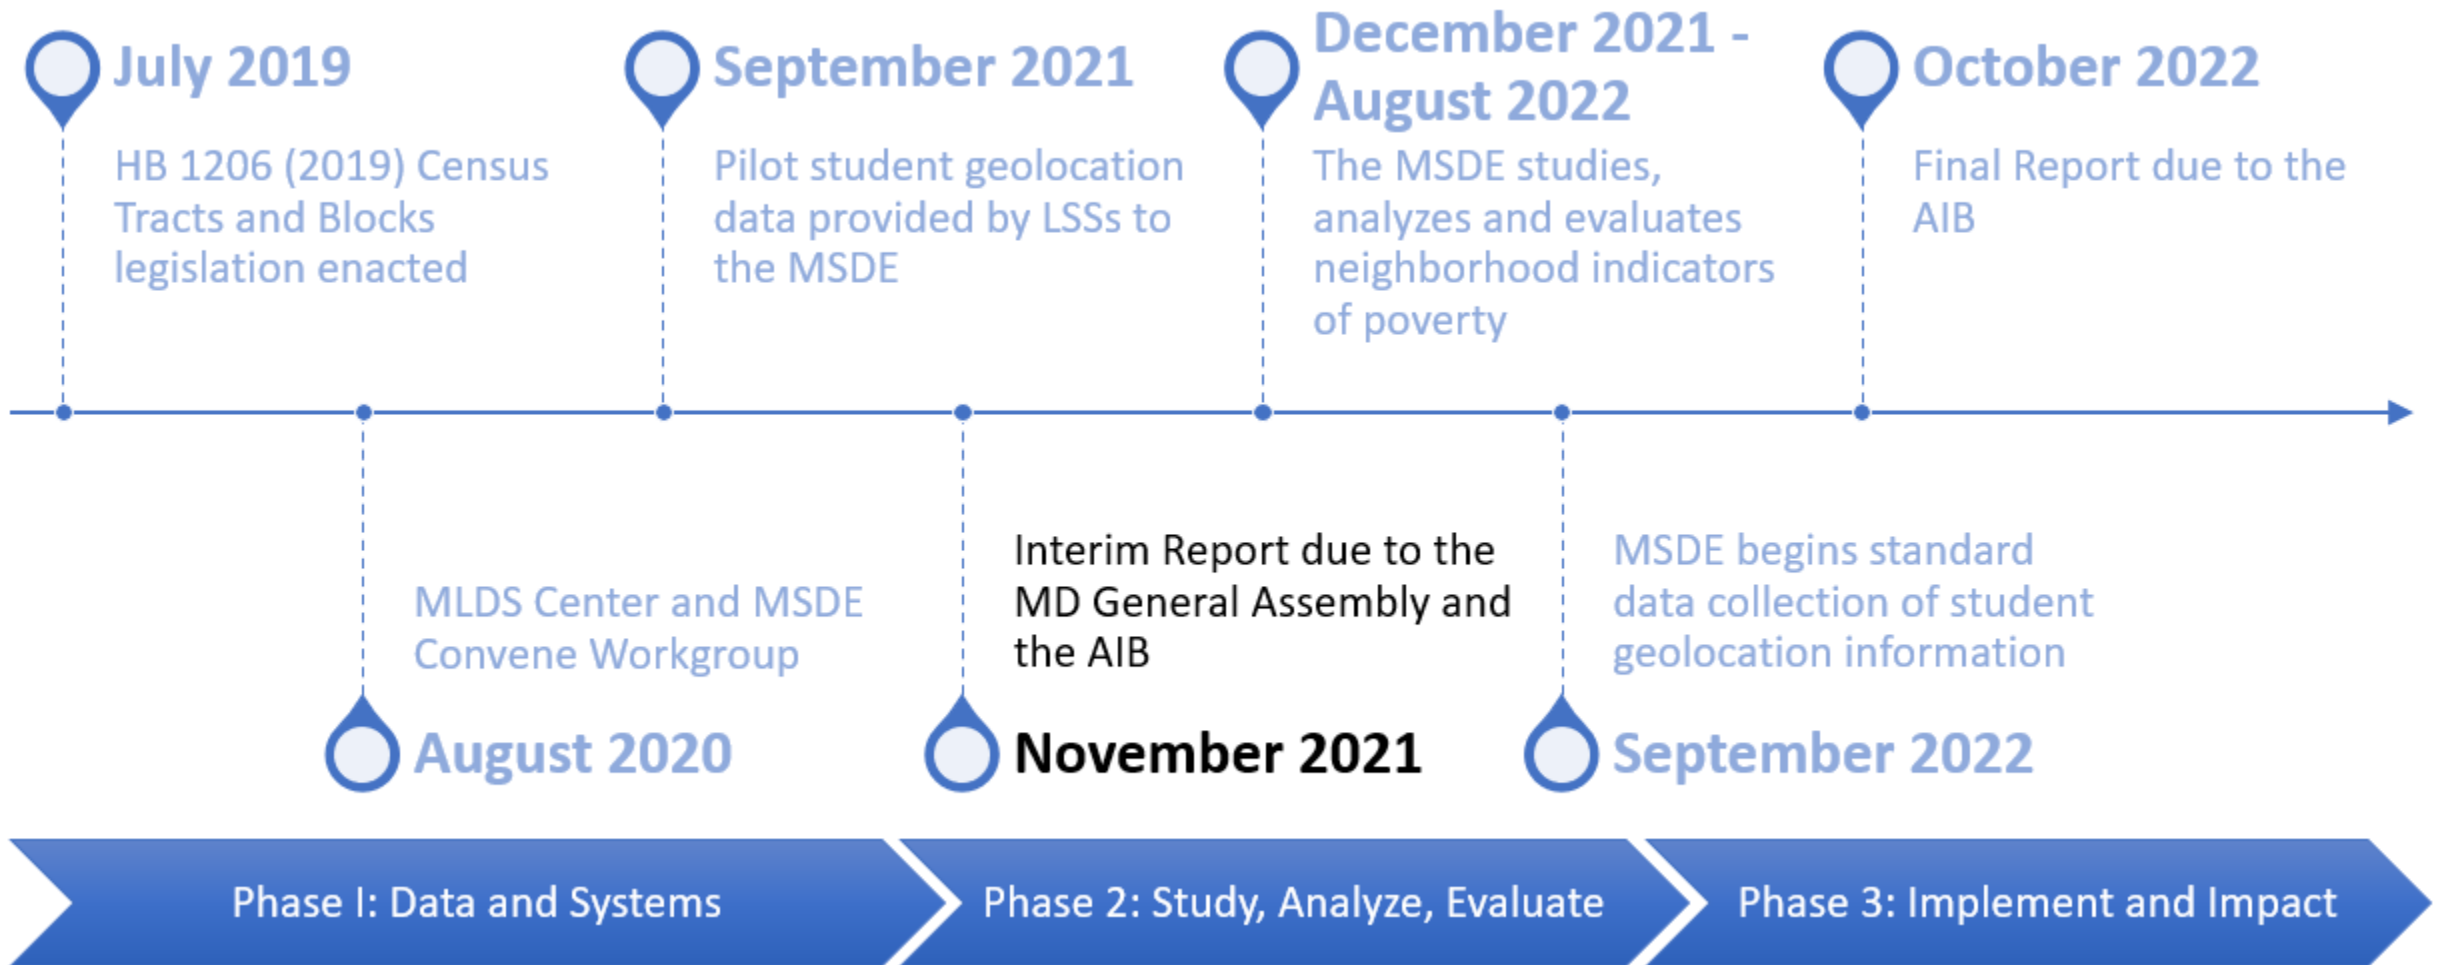 July 2019
HB 1206 (2019) Census
Tracts and Blocks
legislation enacted
September 2021
Pilot student geolocation
data provided by LSSs to
the MSDE
December 2021 -
August 2022
The MSDE studies,
analyzes and evaluates
neighborhood indicators
of poverty
October 2022
Final Report due to the
AIB
MLDS Center and MSDE
Convene Workgroup
August 2020
Interim Report due to the
MD General Assembly and
the AIB
November 2021
MSDE begins standard
data collection of student
geolocation information
September 2022
Phase I: Data and Systems
Phase 2: Study, Analyze, Evaluate
Phase 3: Implement and Impact